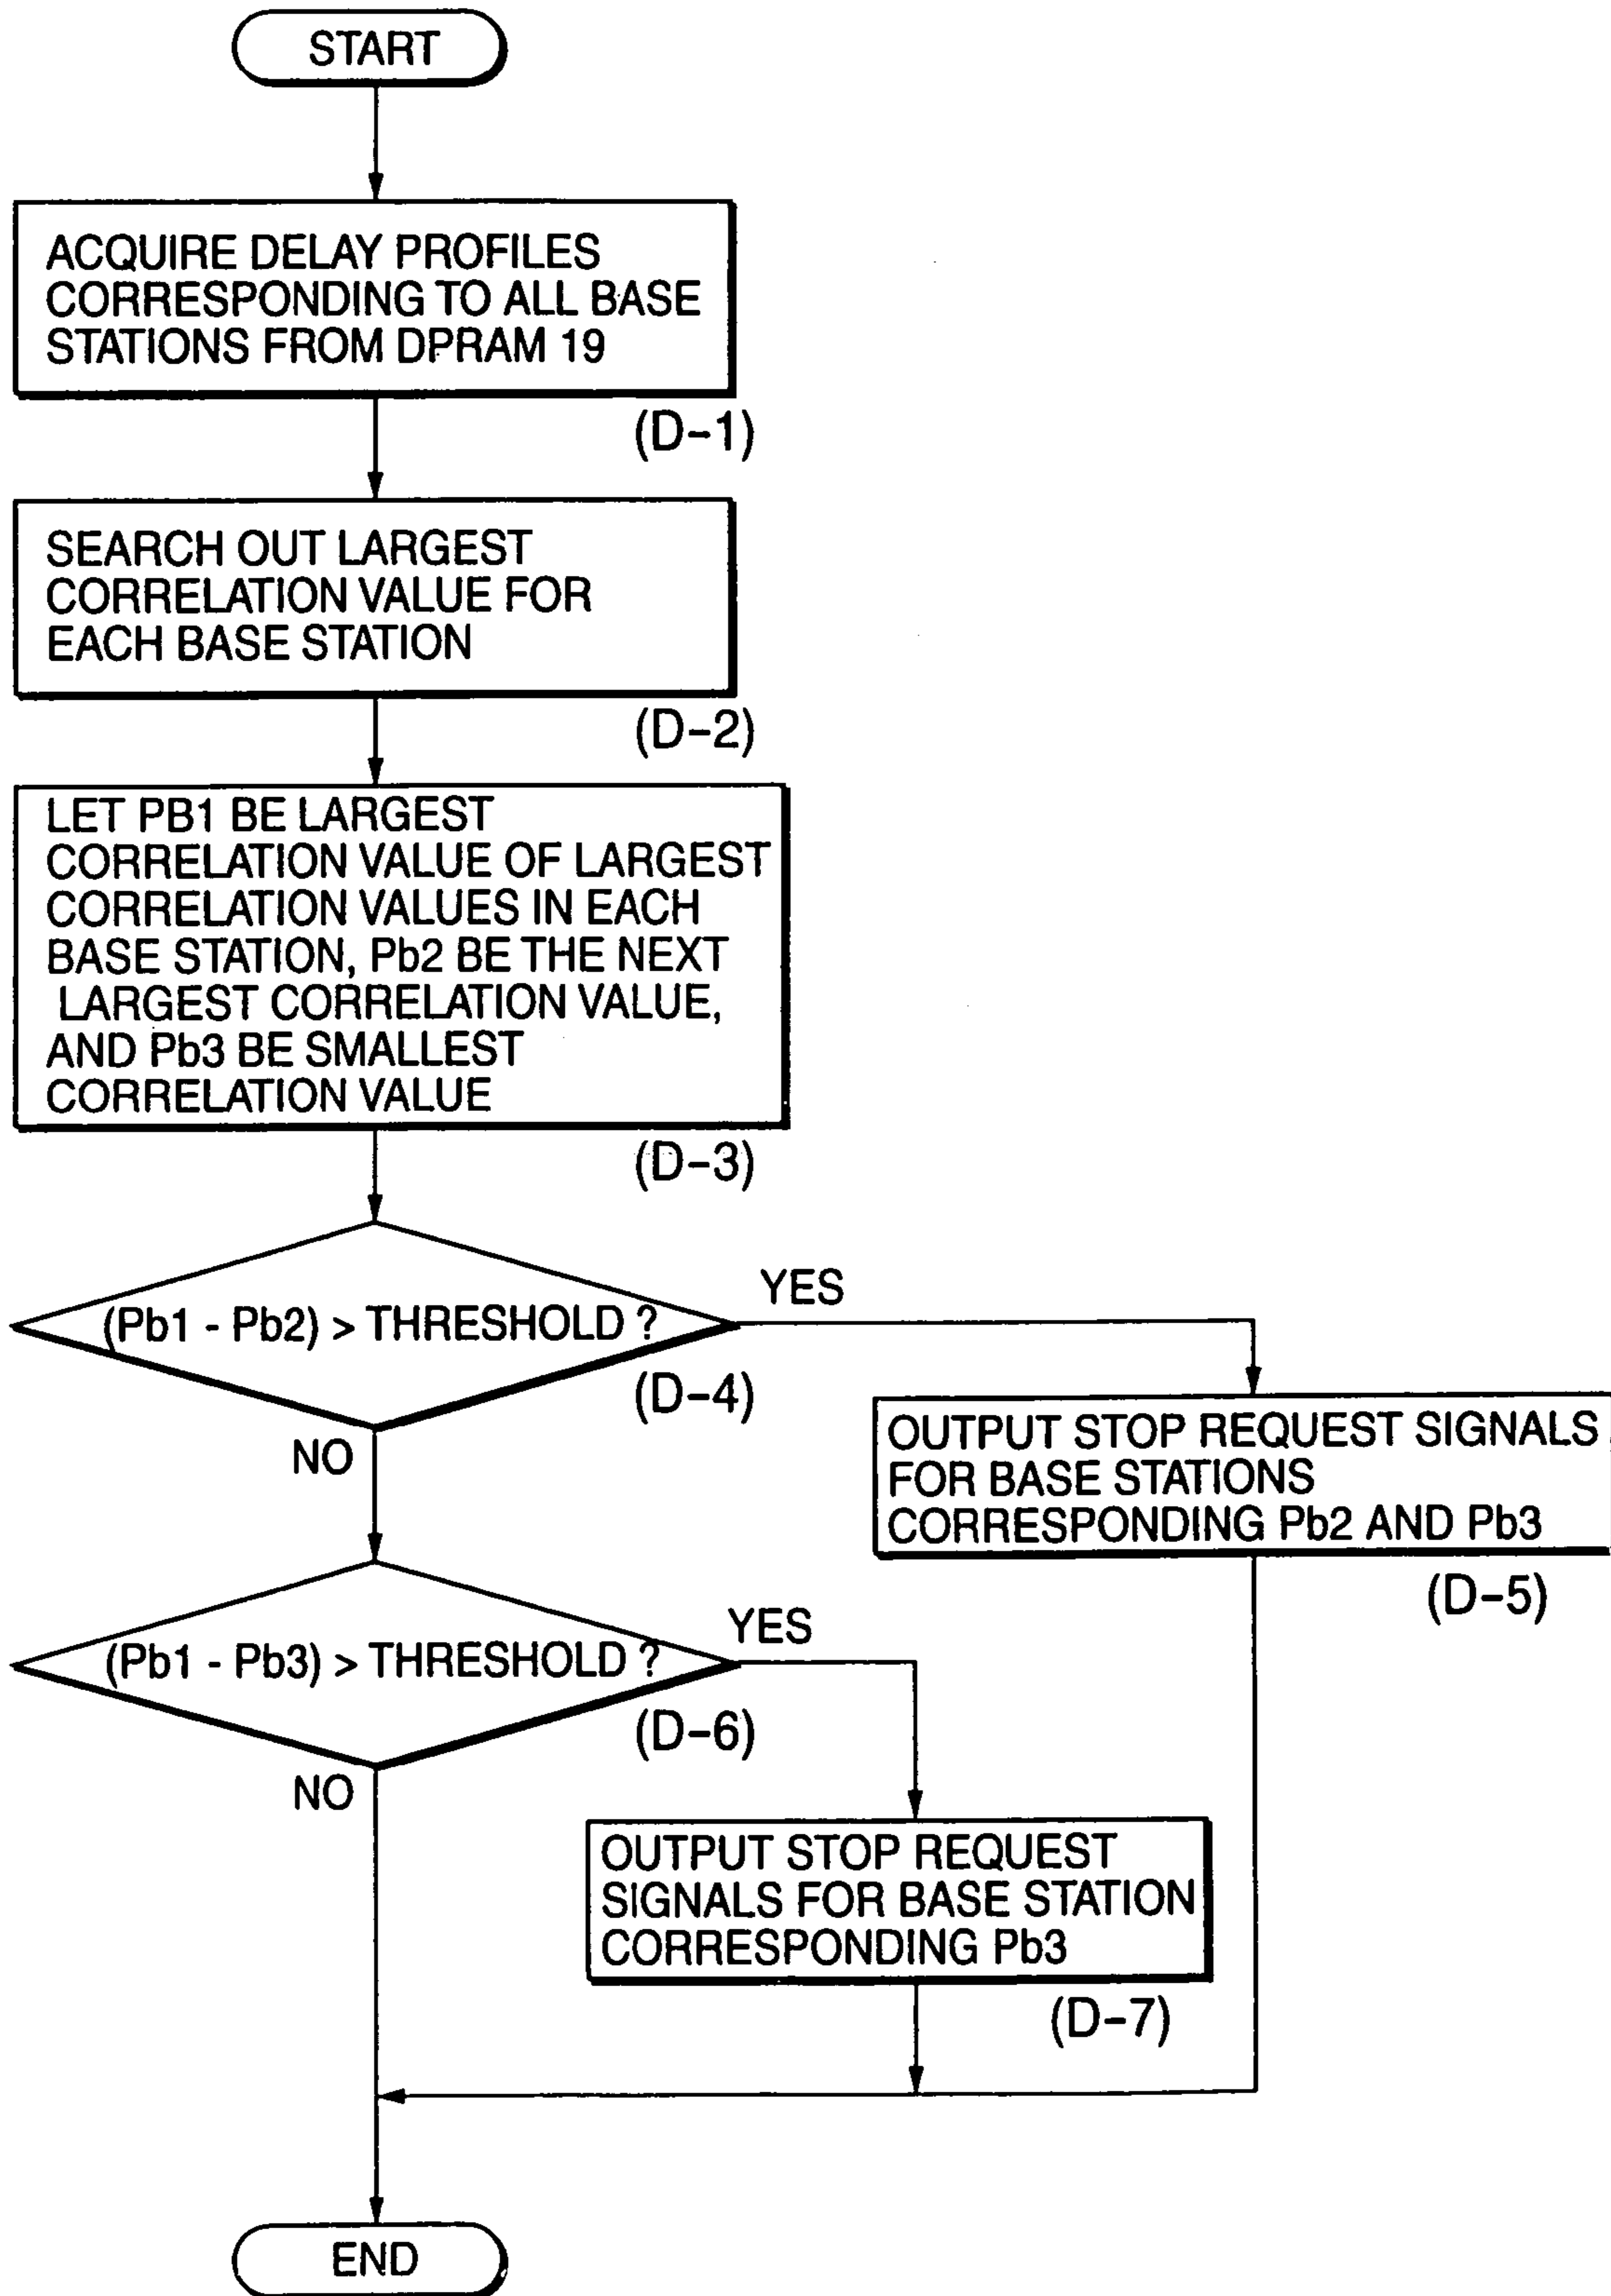 START
ACQUIRE DELAY PROFILES
CORRESPONDING TO ALL BASE
STATIONS FROM DPRAM 19
(D-1)
SEARCH OUT LARGEST
CORRELATION VALUE FOR
EACH BASE STATION
(D-2)
LET PB1 BE LARGEST
CORRELATION VALUE OF LARGEST
CORRELATION VALUES IN EACH
BASE STATION, Pb2 BE THE NEXT
LARGEST CORRELATION VALUE,
AND Pb3 BE SMALLEST
CORRELATION VALUE
(D-3)
(Pb1 - Pb2) > THRESHOLD ?
YES
(D-4)
NO
OUTPUT STOP REQUEST SIGNALS
FOR BASE STATIONS
CORRESPONDING Pb2 AND Pb3
(D-5)
(Pb1 - Pb3) > THRESHOLD ?
YES
(D-6)
NO
OUTPUT STOP REQUEST
SIGNALS FOR BASE STATION
CORRESPONDING Pb3
(D-7)
END